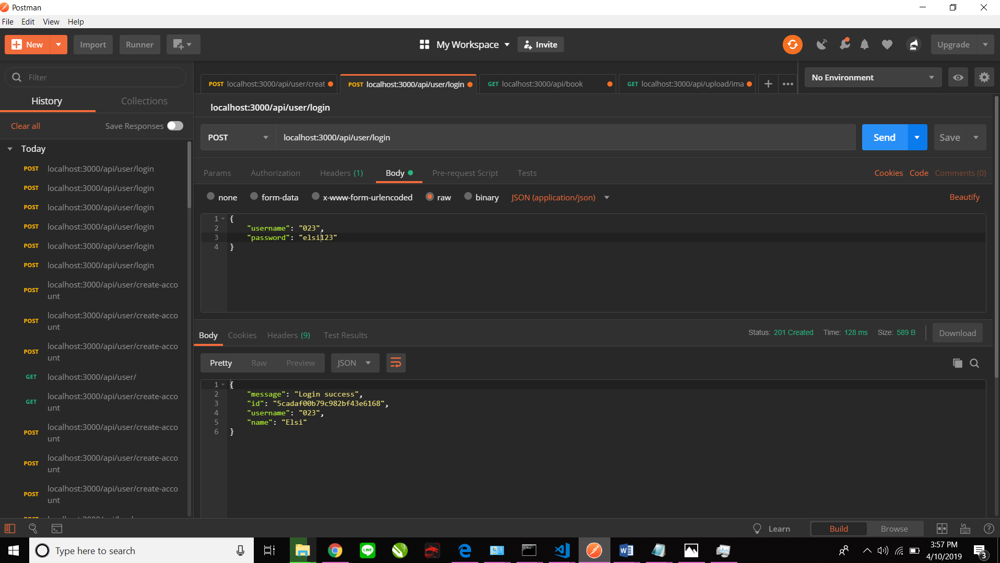 Postman
File Edit View Help
New Import Runner My Workspace Invite Upgrade
Filter
History Collections
Clear all Save Responses
Today
POST localhost:3000/api/user/login
POST localhost:3000/api/user/login
POST localhost:3000/api/user/login
POST localhost:3000/api/user/login
POST localhost:3000/api/user/login
POST localhost:3000/api/user/login
POST localhost:3000/api/user/create-acco
unt
POST localhost:3000/api/user/create-acco
unt
POST localhost:3000/api/user/create-acco
unt
GET localhost:3000/api/user/
GET localhost:3000/api/user/create-acco
unt
POST localhost:3000/api/user/create-acco
unt
POST localhost:3000/api/user/create-acco
unt
POST localhost:3000/api/user/create-acco
unt
POST localhost:3000/api/user/creat POST localhost:3000/api/user/login GET localhost:3000/api/book GET localhost:3000/api/upload/ima No Environment
localhost:3000/api/user/login
POST localhost:3000/api/user/login Send Save
Params Authorization Headers (1) Body Pre-request Script Tests Cookies Code Comments (0)
none form-data x-www-form-urlencoded raw binary JSON (application/json) Beautify
1 {
2 "username": "023",
3 "password": "elsi123"
4 }
Body Cookies Headers (9) Test Results Status: 201 Created Time: 128 ms Size: 589 B Download
Pretty Raw Preview JSON
1 {
2 "message": "Login success",
3 "id": "5cadaf00b79c982bf43e6168",
4 "username": "023",
5 "name": "Elsi"
6 }
Learn Build Browse
Type here to search
LINE
3:57 PM
4/10/2019
3